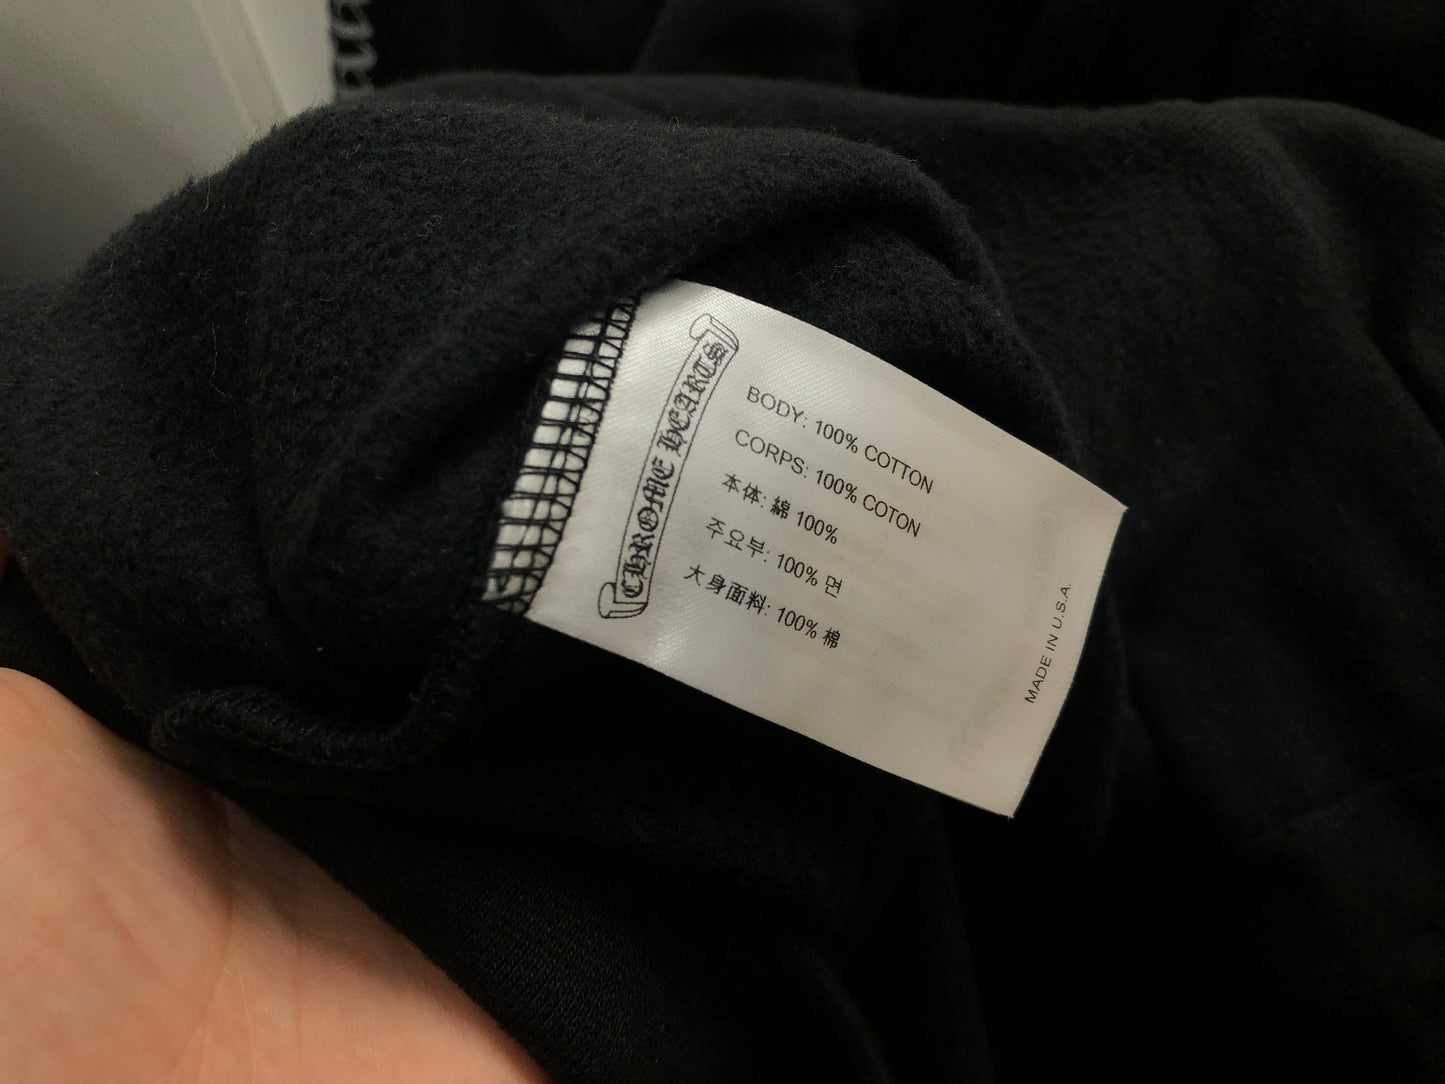 CHROME HEARTS
BODY: 100% COTTON
CORPS: 100% COTON
本体: 綿 100%
주요부: 100% 면
大身面料: 100% 棉
MADE IN U.S.A.